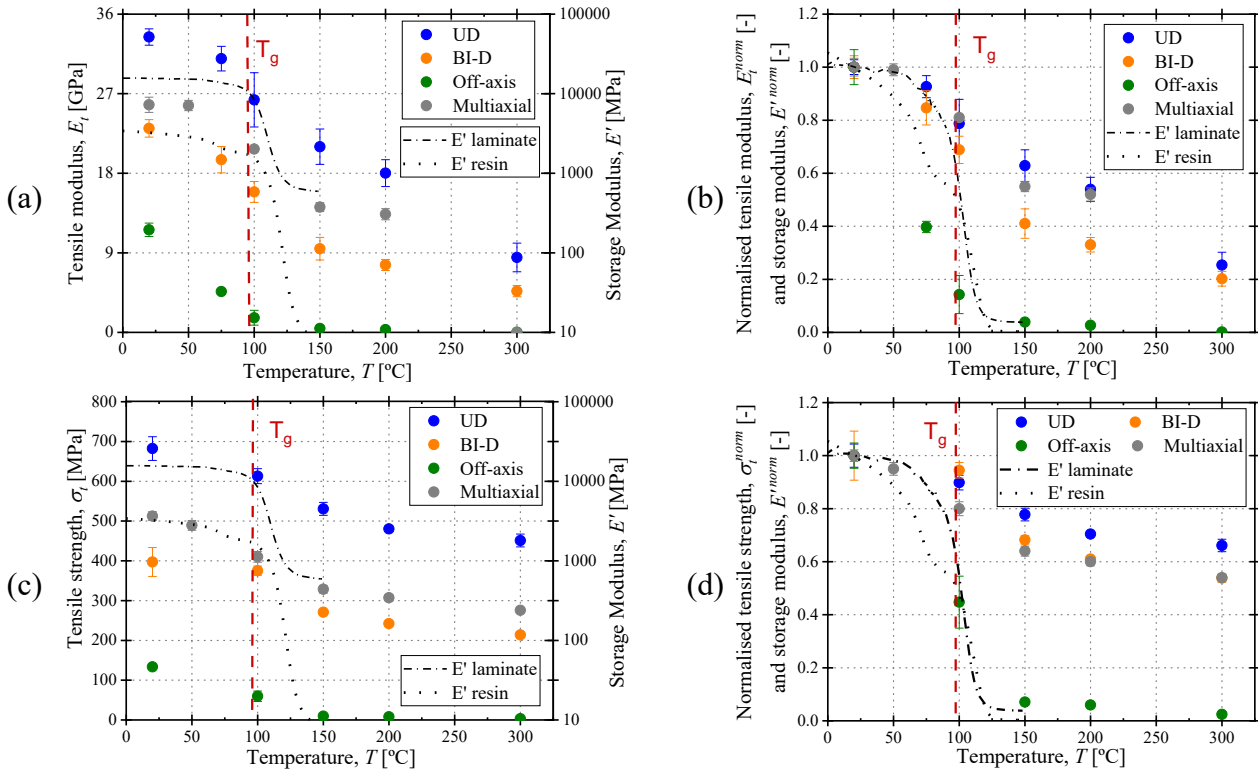 (a)
Tensile modulus, E_t [GPa]
36
27
18
9
0
T_g
UD
BI-D
Off-axis
Multiaxial
E' laminate
E' resin
100000
10000
1000
100
10
Storage Modulus, E' [MPa]
0 50 100 150 200 250 300
Temperature, T [ºC]
(b)
Normalised tensile modulus, E_t^norm [-]
and storage modulus, E'^norm [-]
1.2
1.0
0.8
0.6
0.4
0.2
0.0
T_g
UD
BI-D
Off-axis
Multiaxial
E' laminate
E' resin
0 50 100 150 200 250 300
Temperature, T [ºC]
(c)
Tensile strength, σ_t [MPa]
800
700
600
500
400
300
200
100
0
T_g
UD
BI-D
Off-axis
Multiaxial
E' laminate
E' resin
100000
10000
1000
100
10
Storage Modulus, E' [MPa]
0 50 100 150 200 250 300
Temperature, T [ºC]
(d)
Normalised tensile strength, σ_t^norm [-]
and storage modulus, E'^norm [-]
1.2
1.0
0.8
0.6
0.4
0.2
0.0
T_g
UD BI-D
Off-axis Multiaxial
E' laminate
E' resin
0 50 100 150 200 250 300
Temperature, T [ºC]